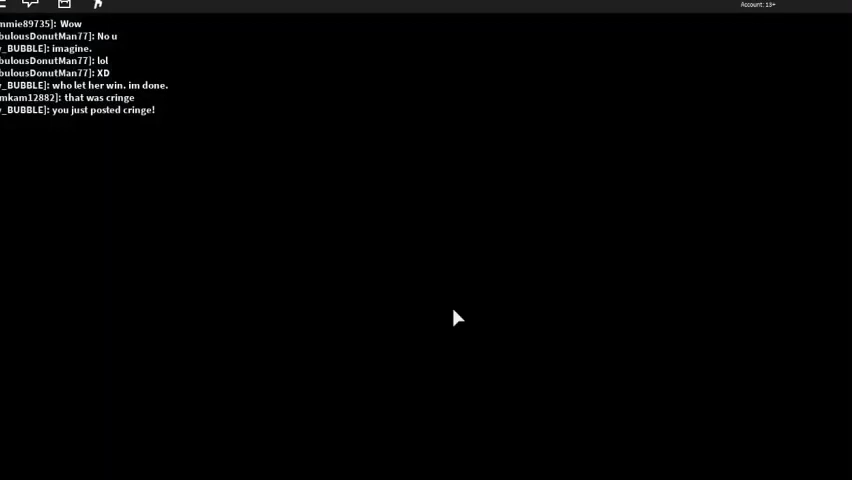 Account: 13+
mmie89735]: Wow
bulousDonutMan77]: No u
_BUBBLE]: imagine.
bulousDonutMan77]: lol
bulousDonutMan77]: XD
_BUBBLE]: who let her win. im done.
mkam12882]: that was cringe
_BUBBLE]: you just posted cringe!